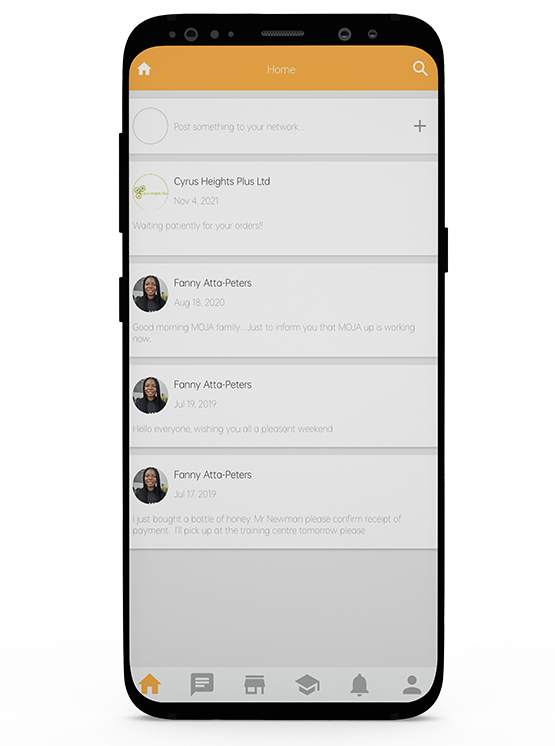 Home
Post something to your network...
Cyrus Heights Plus Ltd
Nov 4, 2021
Waiting patiently for your orders!!
Fanny Atta-Peters
Aug 18, 2020
Good morning MOJA family... Just to inform you that MOJA up is working
now..
Fanny Atta-Peters
Jul 19, 2019
Hello everyone, wishing you all a pleasant weekend
Fanny Atta-Peters
Jul 17, 2019
I just bought a bottle of honey. Mr Newman please confirm receipt of
payment. I'll pick up at the training centre tomorrow please